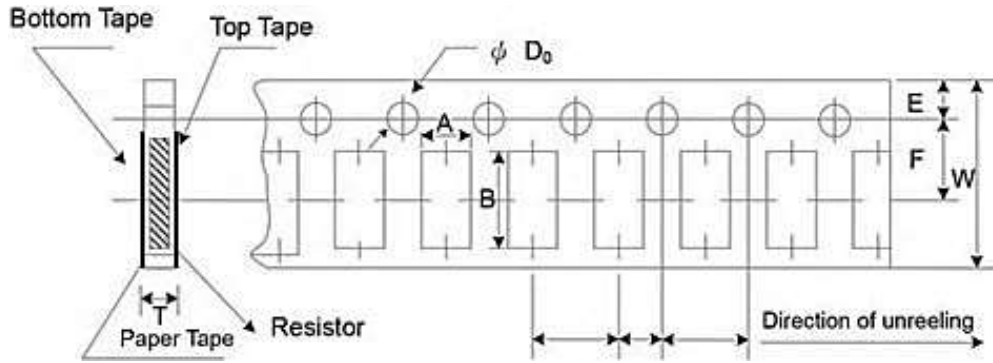 Bottom Tape
Top Tape
ψ D₀
E
A
F
W
B
T
Paper Tape
Resistor
Direction of unreeling